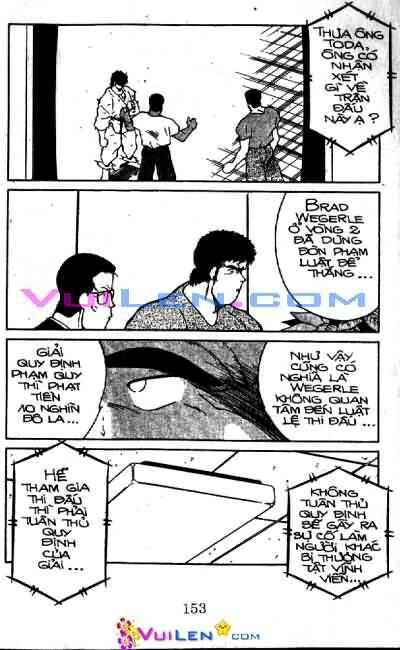 THƯA ÔNG
TODA,
ÔNG CÓ
NHẬN
XÉT
GÌ VỀ
TRẬN
ĐẤU
NÀY Ạ?
BRAD
WEGERLE
Ở VÒNG 2
ĐÃ DÙNG
ĐÒN PHẠM
LUẬT ĐỂ
THẮNG...
VUILEN.COM
NHƯ VẬY
CŨNG CÓ
NGHĨA LÀ
WEGERLE
KHÔNG QUAN
TÂM ĐẾN LUẬT
LỆ THI ĐẤU...
GIẢI
QUY ĐỊNH
PHẠM QUY
THÌ PHẠT
TIỀN
10 NGHÌN
ĐÔ LA...
KHÔNG
TUÂN THỦ
QUY ĐỊNH
SẼ GÂY RA
SỰ CỐ LÀM
NGƯỜI KHÁC
BỊ THƯƠNG
TẬT VĨNH
VIỄN...
HỄ
THAM GIA
THI ĐẤU
THÌ PHẢI
TUÂN THỦ
QUY
ĐỊNH
CỦA
GIẢI...
153
VUILEN.COM